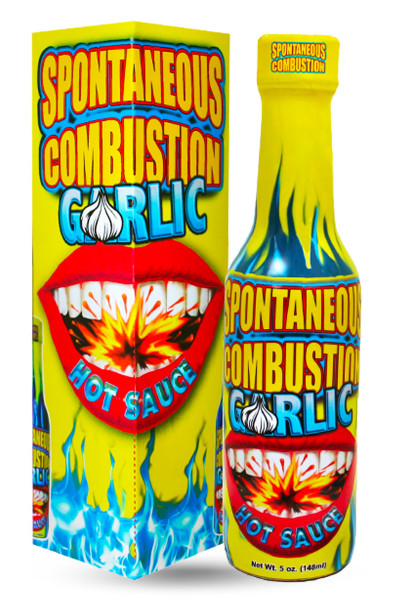 SPONTANEOUS
COMBUSTION
GARLIC
HOT SAUCE
SPONTANEOUS
COMBUSTION
SPONTANEOUS
COMBUSTION
GARLIC
HOT SAUCE
Net Wt. 5 oz. (148ml)